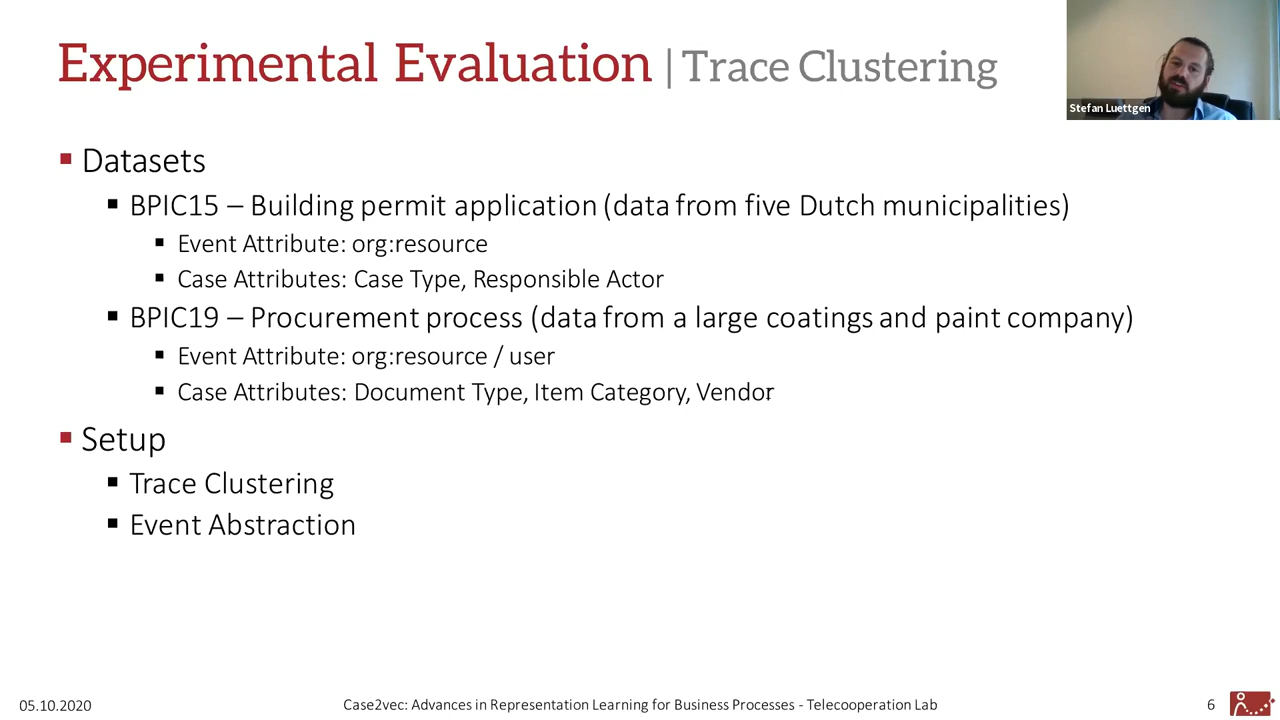 Experimental Evaluation | Trace Clustering
Stefan Luettgen
Datasets
BPIC15 – Building permit application (data from five Dutch municipalities)
Event Attribute: org:resource
Case Attributes: Case Type, Responsible Actor
BPIC19 – Procurement process (data from a large coatings and paint company)
Event Attribute: org:resource / user
Case Attributes: Document Type, Item Category, Vendor
Setup
Trace Clustering
Event Abstraction
05.10.2020
Case2vec: Advances in Representation Learning for Business Processes - Telecooperation Lab
6